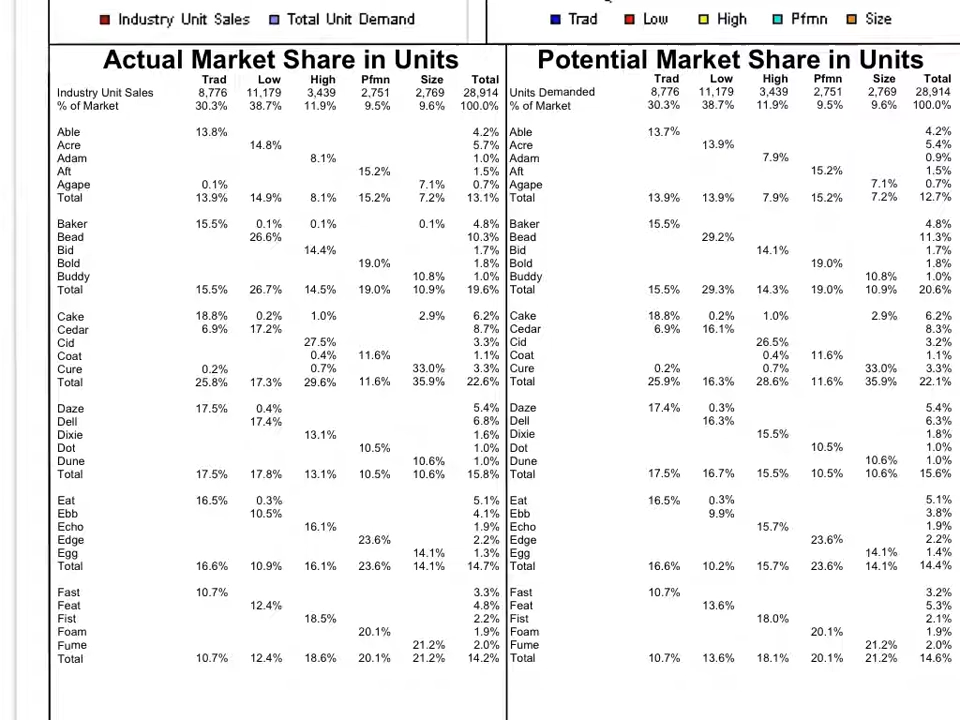 Industry Unit Sales Total Unit Demand
Trad Low High Pfmn Size
Actual Market Share in Units
Trad Low High Pfmn Size Total
Industry Unit Sales 8,776 11,179 3,439 2,751 2,769 28,914
% of Market 30.3% 38.7% 11.9% 9.5% 9.6% 100.0%
Able 13.8% 4.2%
Acre 14.8% 5.7%
Adam 8.1% 1.0%
Aft 15.2% 1.5%
Agape 0.1% 7.1% 0.7%
Total 13.9% 14.9% 8.1% 15.2% 7.2% 13.1%
Baker 15.5% 0.1% 0.1% 0.1% 4.8%
Bead 26.6% 10.3%
Bid 14.4% 1.7%
Bold 19.0% 1.8%
Buddy 10.8% 1.0%
Total 15.5% 26.7% 14.5% 19.0% 10.9% 19.6%
Cake 18.8% 0.2% 1.0% 2.9% 6.2%
Cedar 6.9% 17.2% 8.7%
Cid 27.5% 3.3%
Coat 0.4% 11.6% 1.1%
Cure 0.2% 0.7% 33.0% 3.3%
Total 25.8% 17.3% 29.6% 11.6% 35.9% 22.6%
Daze 17.5% 0.4% 5.4%
Dell 17.4% 6.8%
Dixie 13.1% 1.6%
Dot 10.5% 1.0%
Dune 10.6% 1.0%
Total 17.5% 17.8% 13.1% 10.5% 10.6% 15.8%
Eat 16.5% 0.3% 5.1%
Ebb 10.5% 4.1%
Echo 16.1% 1.9%
Edge 23.6% 2.2%
Egg 14.1% 1.3%
Total 16.6% 10.9% 16.1% 23.6% 14.1% 14.7%
Fast 10.7% 3.3%
Feat 12.4% 4.8%
Fist 18.5% 2.2%
Foam 20.1% 1.9%
Fume 21.2% 2.0%
Total 10.7% 12.4% 18.6% 20.1% 21.2% 14.2%
Potential Market Share in Units
Trad Low High Pfmn Size Total
Units Demanded 8,776 11,179 3,439 2,751 2,769 28,914
% of Market 30.3% 38.7% 11.9% 9.5% 9.6% 100.0%
Able 13.7% 4.2%
Acre 13.9% 5.4%
Adam 7.9% 0.9%
Aft 15.2% 1.5%
Agape 7.1% 0.7%
Total 13.9% 13.9% 7.9% 15.2% 7.2% 12.7%
Baker 15.5% 4.8%
Bead 29.2% 11.3%
Bid 14.1% 1.7%
Bold 19.0% 1.8%
Buddy 10.8% 1.0%
Total 15.5% 29.3% 14.3% 19.0% 10.9% 20.6%
Cake 18.8% 0.2% 1.0% 2.9% 6.2%
Cedar 6.9% 16.1% 8.3%
Cid 26.5% 3.2%
Coat 0.4% 11.6% 1.1%
Cure 0.2% 0.7% 33.0% 3.3%
Total 25.9% 16.3% 28.6% 11.6% 35.9% 22.1%
Daze 17.4% 0.3% 5.4%
Dell 16.3% 6.3%
Dixie 15.5% 1.8%
Dot 10.5% 1.0%
Dune 10.6% 1.0%
Total 17.5% 16.7% 15.5% 10.5% 10.6% 15.6%
Eat 16.5% 0.3% 5.1%
Ebb 9.9% 3.8%
Echo 15.7% 1.9%
Edge 23.6% 2.2%
Egg 14.1% 1.4%
Total 16.6% 10.2% 15.7% 23.6% 14.1% 14.4%
Fast 10.7% 3.2%
Feat 13.6% 5.3%
Fist 18.0% 2.1%
Foam 20.1% 1.9%
Fume 21.2% 2.0%
Total 10.7% 13.6% 18.1% 20.1% 21.2% 14.6%